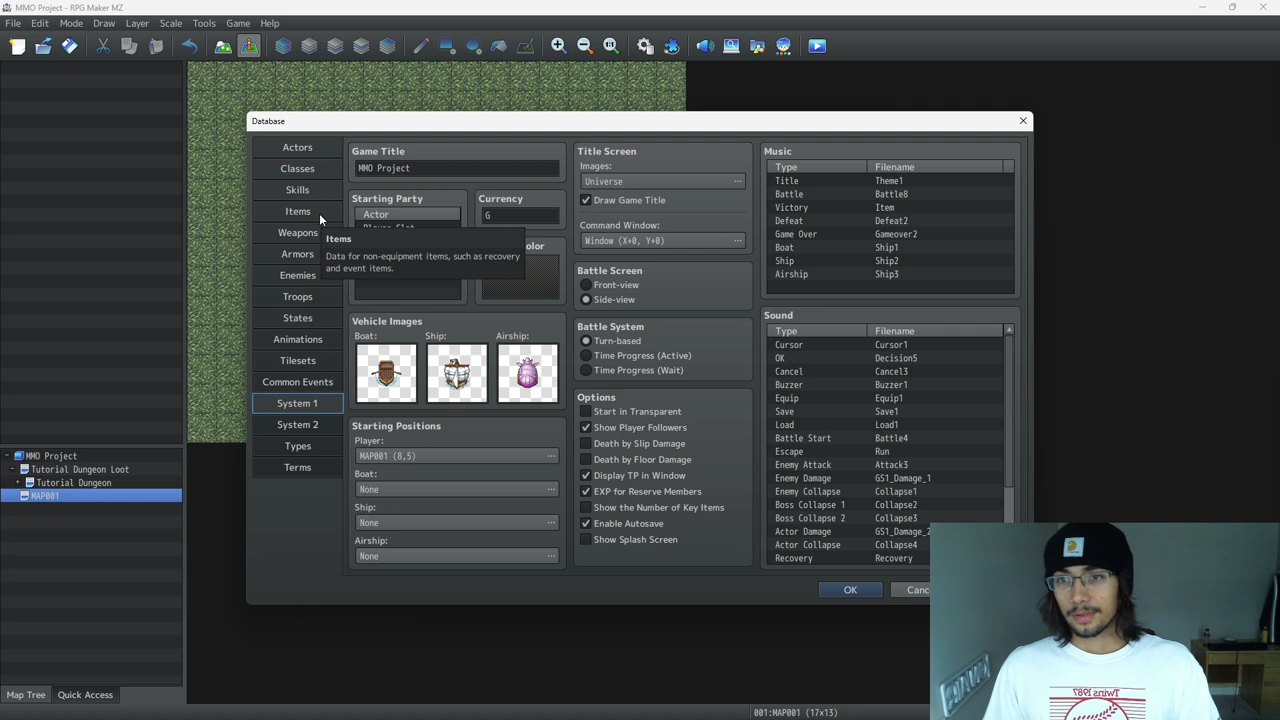 MMO Project - RPG Maker MZ
File Edit Mode Draw Layer Scale Tools Game Help
Database
Actors
Classes
Skills
Items
Weapons
Armors
Enemies
Troops
States
Animations
Tilesets
Common Events
System 1
System 2
Types
Terms
Items
Data for non-equipment items, such as recovery
and event items.
Game Title
MMO Project
Starting Party
Actor
Currency
G
Vehicle Images
Boat: Ship: Airship:
Starting Positions
Player:
MAP001 (8,5) ...
Boat:
None ...
Ship:
None ...
Airship:
None ...
Title Screen
Images:
Universe ...
Draw Game Title
Command Window:
Window (X+0, Y+0) ...
Battle Screen
Front-view
Side-view
Battle System
Turn-based
Time Progress (Active)
Time Progress (Wait)
Options
Start in Transparent
Show Player Followers
Death by Slip Damage
Death by Floor Damage
Display TP in Window
EXP for Reserve Members
Show the Number of Key Items
Enable Autosave
Show Splash Screen
Music
Type Filename
Title Theme1
Battle Battle8
Victory Item
Defeat Defeat2
Game Over Gameover2
Boat Ship1
Ship Ship2
Airship Ship3
Sound
Type Filename
Cursor Cursor1
OK Decision5
Cancel Cancel3
Buzzer Buzzer1
Equip Equip1
Save Save1
Load Load1
Battle Start Battle4
Escape Run
Enemy Attack Attack3
Enemy Damage GS1_Damage_1
Enemy Collapse Collapse1
Boss Collapse 1 Collapse2
Boss Collapse 2 Collapse3
Actor Damage GS1_Damage_2
Actor Collapse Collapse4
Recovery Recovery
OK
MMO Project
Tutorial Dungeon Loot
Tutorial Dungeon
MAP001
Map Tree Quick Access
001:MAP001 (17×13)
Twins 1987